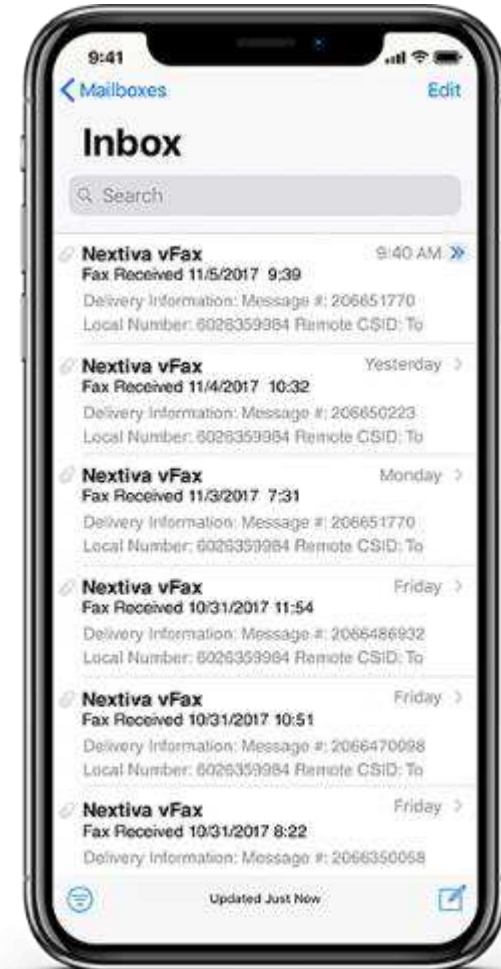 9:41
Mailboxes
Edit
Inbox
Search
Nextiva vFax
9:40 AM
Fax Received 11/5/2017 9:39
Delivery Information: Message #: 206651770
Local Number: 6026359984 Remote CSID: To
Nextiva vFax
Yesterday
Fax Received 11/4/2017 10:32
Delivery Information: Message #: 206650223
Local Number: 6026359984 Remote CSID: To
Nextiva vFax
Monday
Fax Received 11/3/2017 7:31
Delivery Information: Message #: 206651770
Local Number: 6026359984 Remote CSID: To
Nextiva vFax
Friday
Fax Received 10/31/2017 11:54
Delivery Information: Message #: 2066486932
Local Number: 6026359984 Remote CSID: To
Nextiva vFax
Friday
Fax Received 10/31/2017 10:51
Delivery Information: Message #: 2066470098
Local Number: 6026359984 Remote CSID: To
Nextiva vFax
Friday
Fax Received 10/31/2017 8:22
Delivery Information: Message #: 2066350058
Updated Just Now